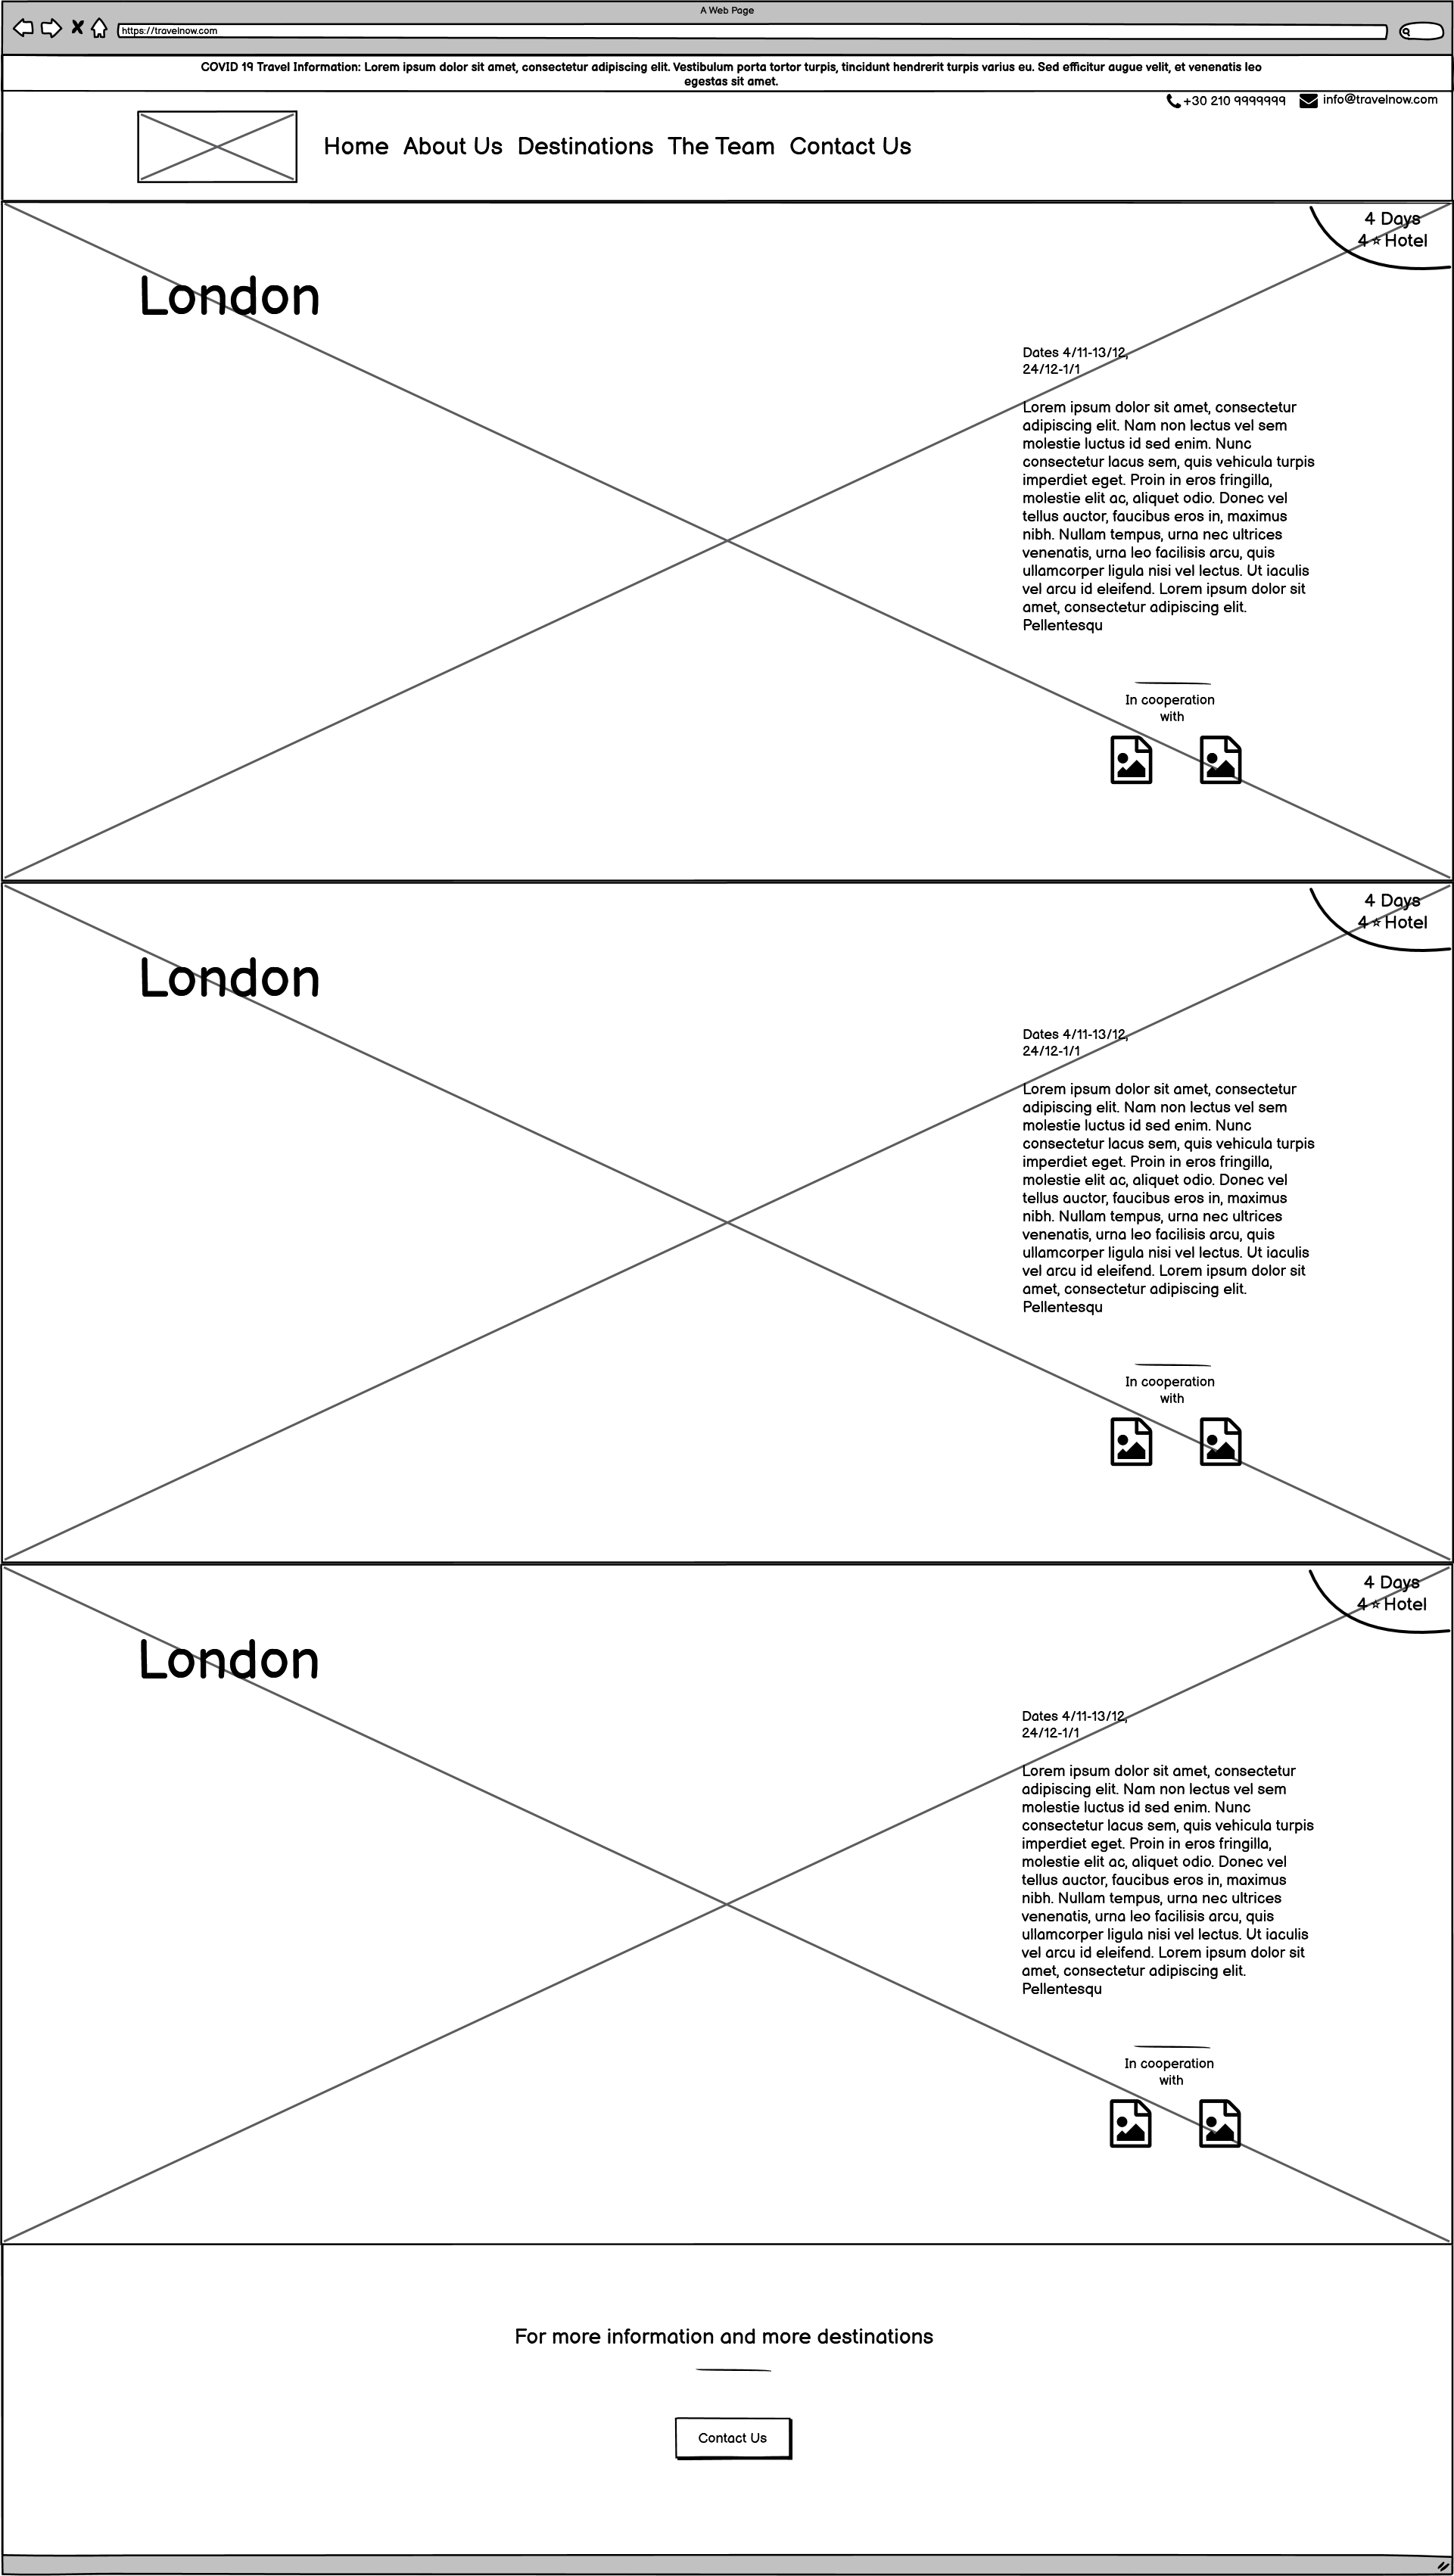 A Web Page
https://travelnow.com
COVID 19 Travel Information: Lorem ipsum dolor sit amet, consectetur adipiscing elit. Vestibulum porta tortor turpis, tincidunt hendrerit turpis varius eu. Sed efficitur augue velit, et venenatis leo
egestas sit amet.
+30 210 9999999 info@travelnow.com
Home About Us Destinations The Team Contact Us
4 Days
4 ☆ Hotel
London
Dates 4/11-13/12,
24/12-1/1
Lorem ipsum dolor sit amet, consectetur
adipiscing elit. Nam non lectus vel sem
molestie luctus id sed enim. Nunc
consectetur lacus sem, quis vehicula turpis
imperdiet eget. Proin in eros fringilla,
molestie elit ac, aliquet odio. Donec vel
tellus auctor, faucibus eros in, maximus
nibh. Nullam tempus, urna nec ultrices
venenatis, urna leo facilisis arcu, quis
ullamcorper ligula nisi vel lectus. Ut iaculis
vel arcu id eleifend. Lorem ipsum dolor sit
amet, consectetur adipiscing elit.
Pellentesqu
In cooperation
with
4 Days
4 ☆ Hotel
London
Dates 4/11-13/12,
24/12-1/1
Lorem ipsum dolor sit amet, consectetur
adipiscing elit. Nam non lectus vel sem
molestie luctus id sed enim. Nunc
consectetur lacus sem, quis vehicula turpis
imperdiet eget. Proin in eros fringilla,
molestie elit ac, aliquet odio. Donec vel
tellus auctor, faucibus eros in, maximus
nibh. Nullam tempus, urna nec ultrices
venenatis, urna leo facilisis arcu, quis
ullamcorper ligula nisi vel lectus. Ut iaculis
vel arcu id eleifend. Lorem ipsum dolor sit
amet, consectetur adipiscing elit.
Pellentesqu
In cooperation
with
4 Days
4 ☆ Hotel
London
Dates 4/11-13/12,
24/12-1/1
Lorem ipsum dolor sit amet, consectetur
adipiscing elit. Nam non lectus vel sem
molestie luctus id sed enim. Nunc
consectetur lacus sem, quis vehicula turpis
imperdiet eget. Proin in eros fringilla,
molestie elit ac, aliquet odio. Donec vel
tellus auctor, faucibus eros in, maximus
nibh. Nullam tempus, urna nec ultrices
venenatis, urna leo facilisis arcu, quis
ullamcorper ligula nisi vel lectus. Ut iaculis
vel arcu id eleifend. Lorem ipsum dolor sit
amet, consectetur adipiscing elit.
Pellentesqu
In cooperation
with
For more information and more destinations
Contact Us